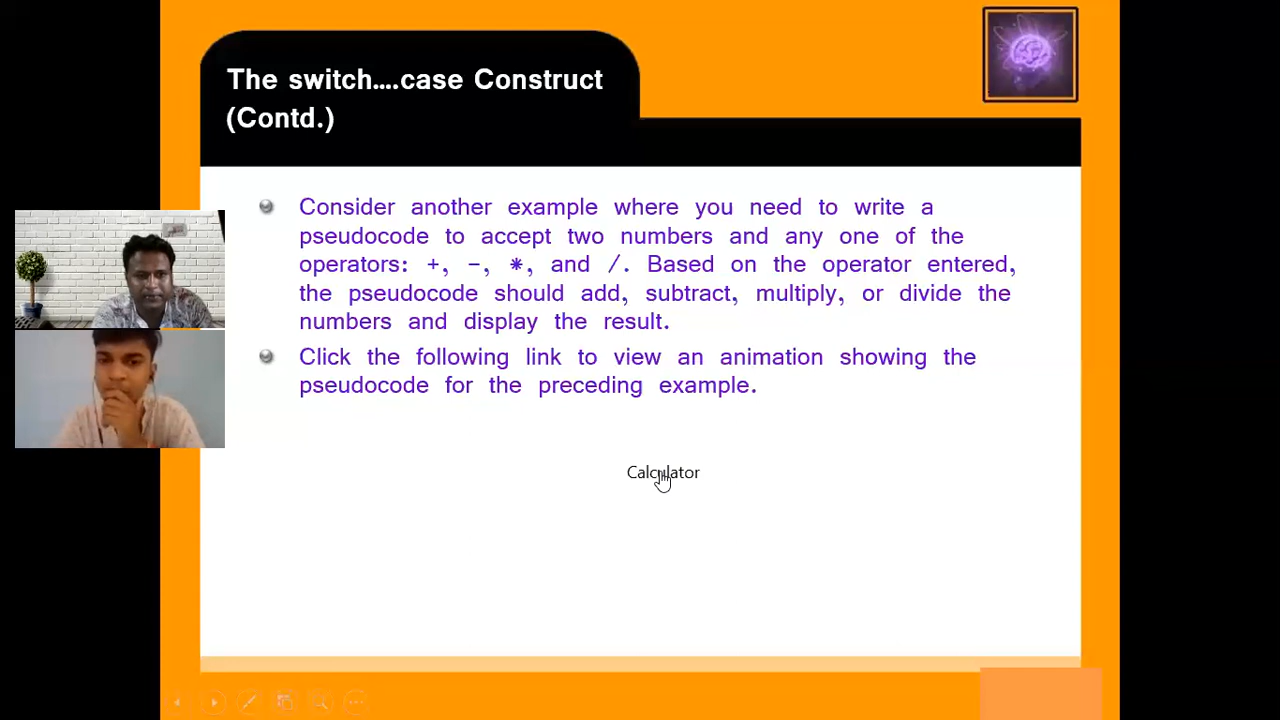 The switch….case Construct
(Contd.)
Consider another example where you need to write a
pseudocode to accept two numbers and any one of the
operators: +, -, *, and /. Based on the operator entered,
the pseudocode should add, subtract, multiply, or divide the
numbers and display the result.
Click the following link to view an animation showing the
pseudocode for the preceding example.
Calculator